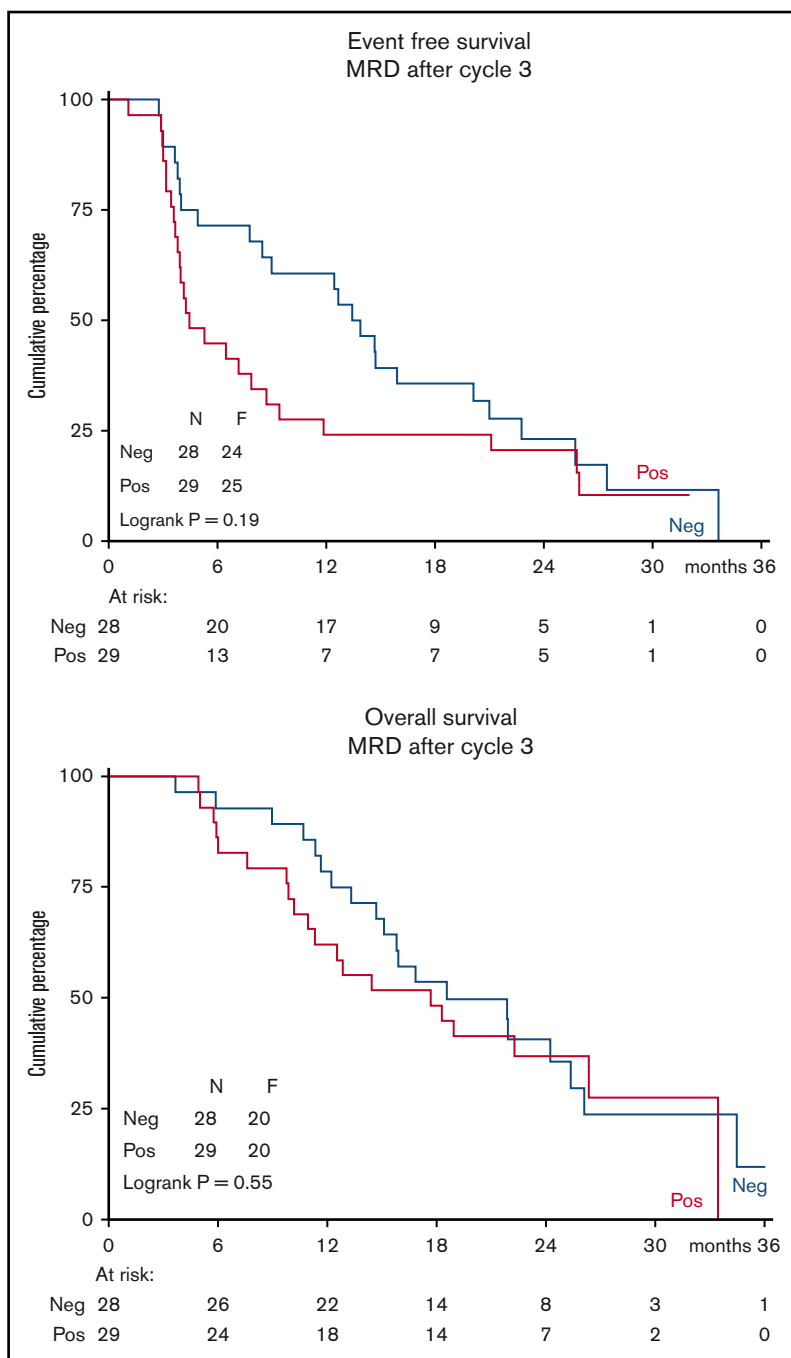 Event free survival
MRD after cycle 3
Cumulative percentage
100
75
50
25
0
N F
Neg 28 24
Pos 29 25
Logrank P = 0.19
Pos
Neg
0 6 12 18 24 30 months 36
At risk:
Neg 28 20 17 9 5 1 0
Pos 29 13 7 7 5 1 0
Overall survival
MRD after cycle 3
Cumulative percentage
100
75
50
25
0
N F
Neg 28 20
Pos 29 20
Logrank P = 0.55
Pos
Neg
0 6 12 18 24 30 months 36
At risk:
Neg 28 26 22 14 8 3 1
Pos 29 24 18 14 7 2 0